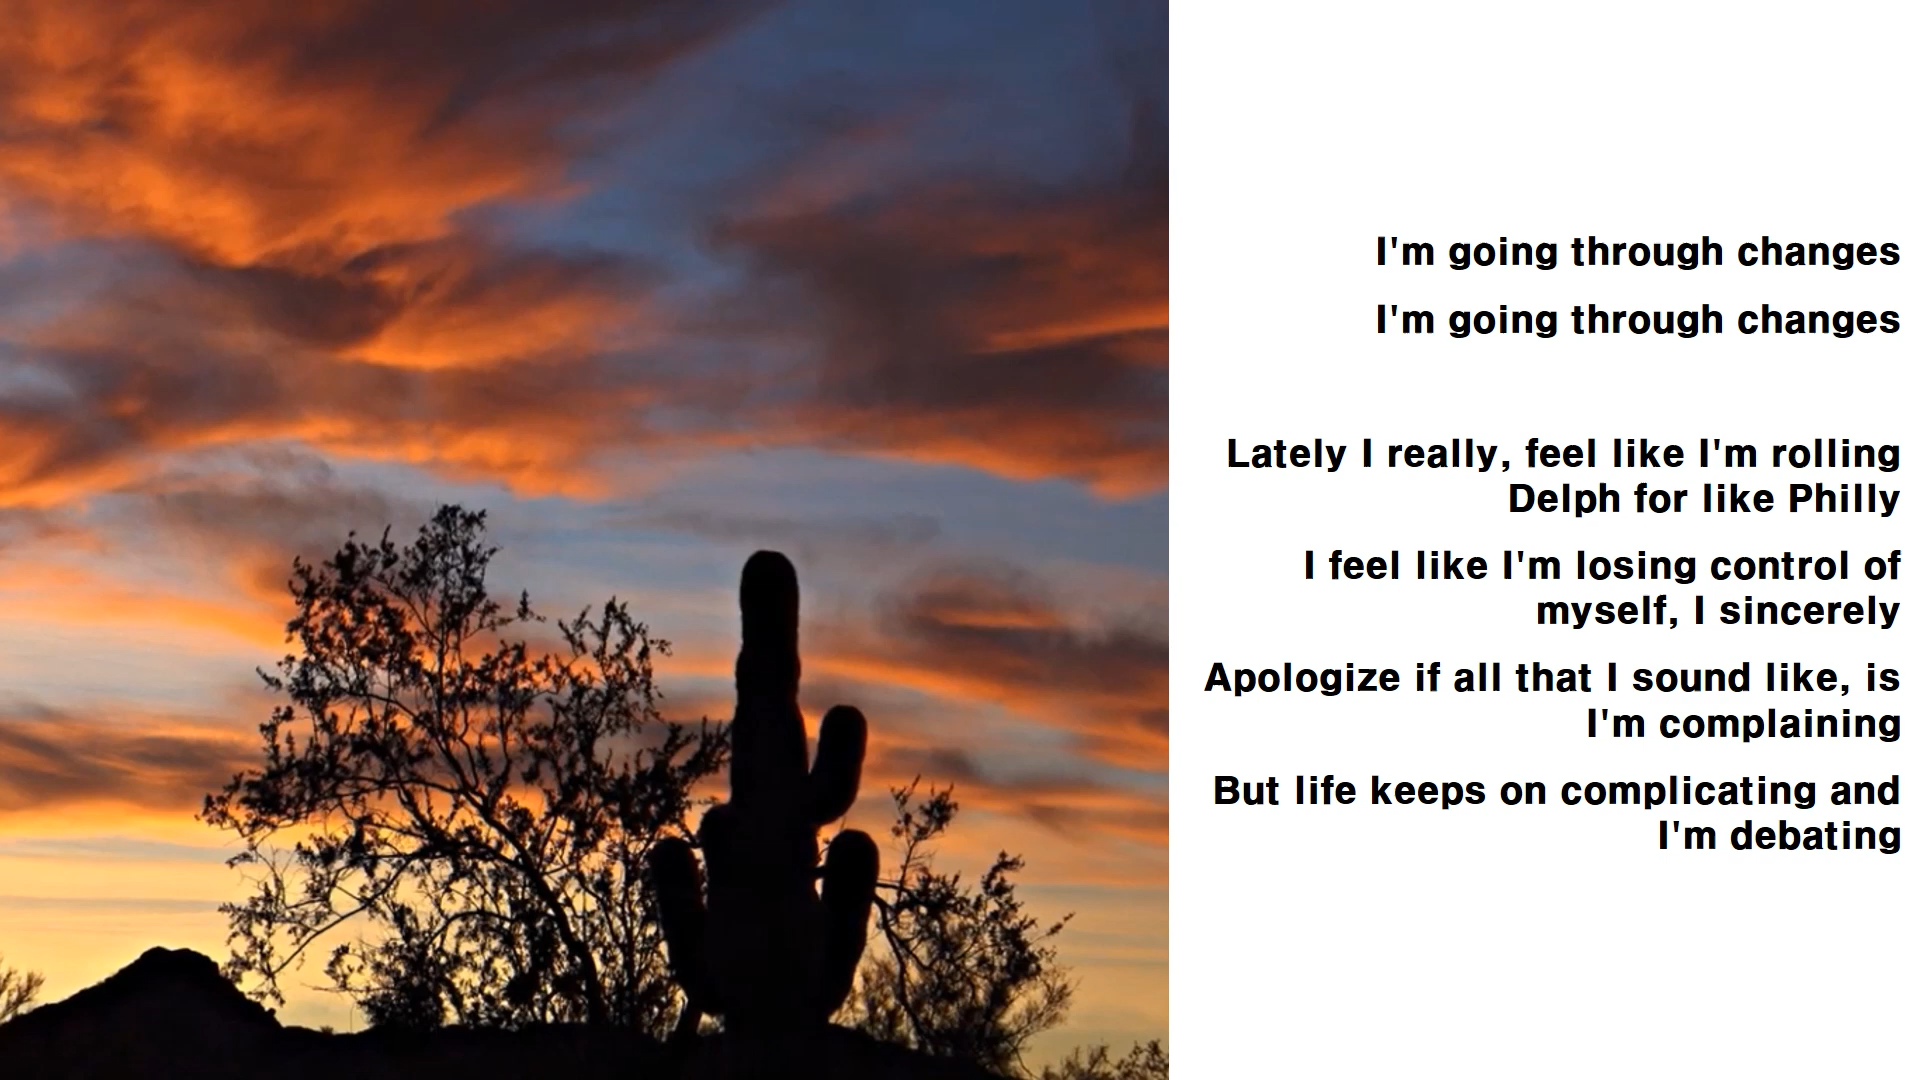 I'm going through changes
I'm going through changes
Lately I really, feel like I'm rolling
Delph for like Philly
I feel like I'm losing control of
myself, I sincerely
Apologize if all that I sound like, is
I'm complaining
But life keeps on complicating and
I'm debating